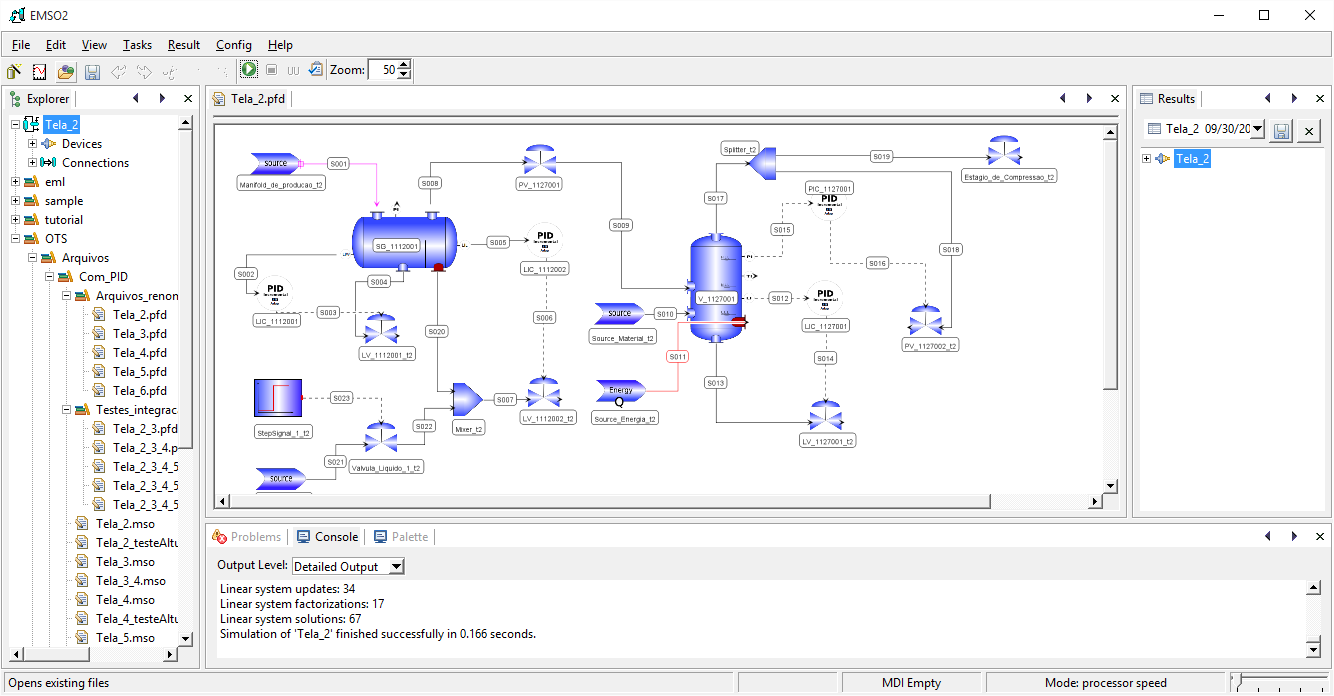 EMSO2
File Edit View Tasks Result Config Help
Zoom: 50
Explorer
Tela_2
Devices
Connections
eml
sample
tutorial
OTS
Arquivos
Com_PID
Arquivos_renon
Tela_2.pfd
Tela_3.pfd
Tela_4.pfd
Tela_5.pfd
Tela_6.pfd
Testes_integrac
Tela_2_3.pfd
Tela_2_3_4.p
Tela_2_3_4_5
Tela_2_3_4_5
Tela_2_3_4_5
Tela_2.mso
Tela_2_testeAltu
Tela_3.mso
Tela_3_4.mso
Tela_4.mso
Tela_4_testeAltu
Tela_5.mso
Tela_2.pfd
source
S001
Manifold_de_producao_t2
S008
PV_1127001
Splitter_t2
S019
Estagio_de_Compressao_t2
S017
PIC_1127001
PID
Incremental
S009
S015
SG_1112001
S005
PID
Incremental
LIC_1112002
S002
S004
S016
S018
PID
Incremental
LIC_1112001
S003
LV_1112001_t2
S006
source
S010
Source_Material_t2
V_1127001
S012
PID
Incremental
LIC_1127001
PV_1127002_t2
S020
S011
S014
StepSignal_1_t2
S023
Mixer_t2
S007
LV_1112002_t2
Energy
Q
Source_Energia_t2
S013
S022
LV_1127001_t2
S021
Valvula_Liquido_1_t2
source
Results
Tela_2 09/30/20
Tela_2
Problems
Console
Palette
Output Level: Detailed Output
Linear system updates: 34
Linear system factorizations: 17
Linear system solutions: 67
Simulation of 'Tela_2' finished successfully in 0.166 seconds.
Opens existing files
MDI Empty
Mode: processor speed